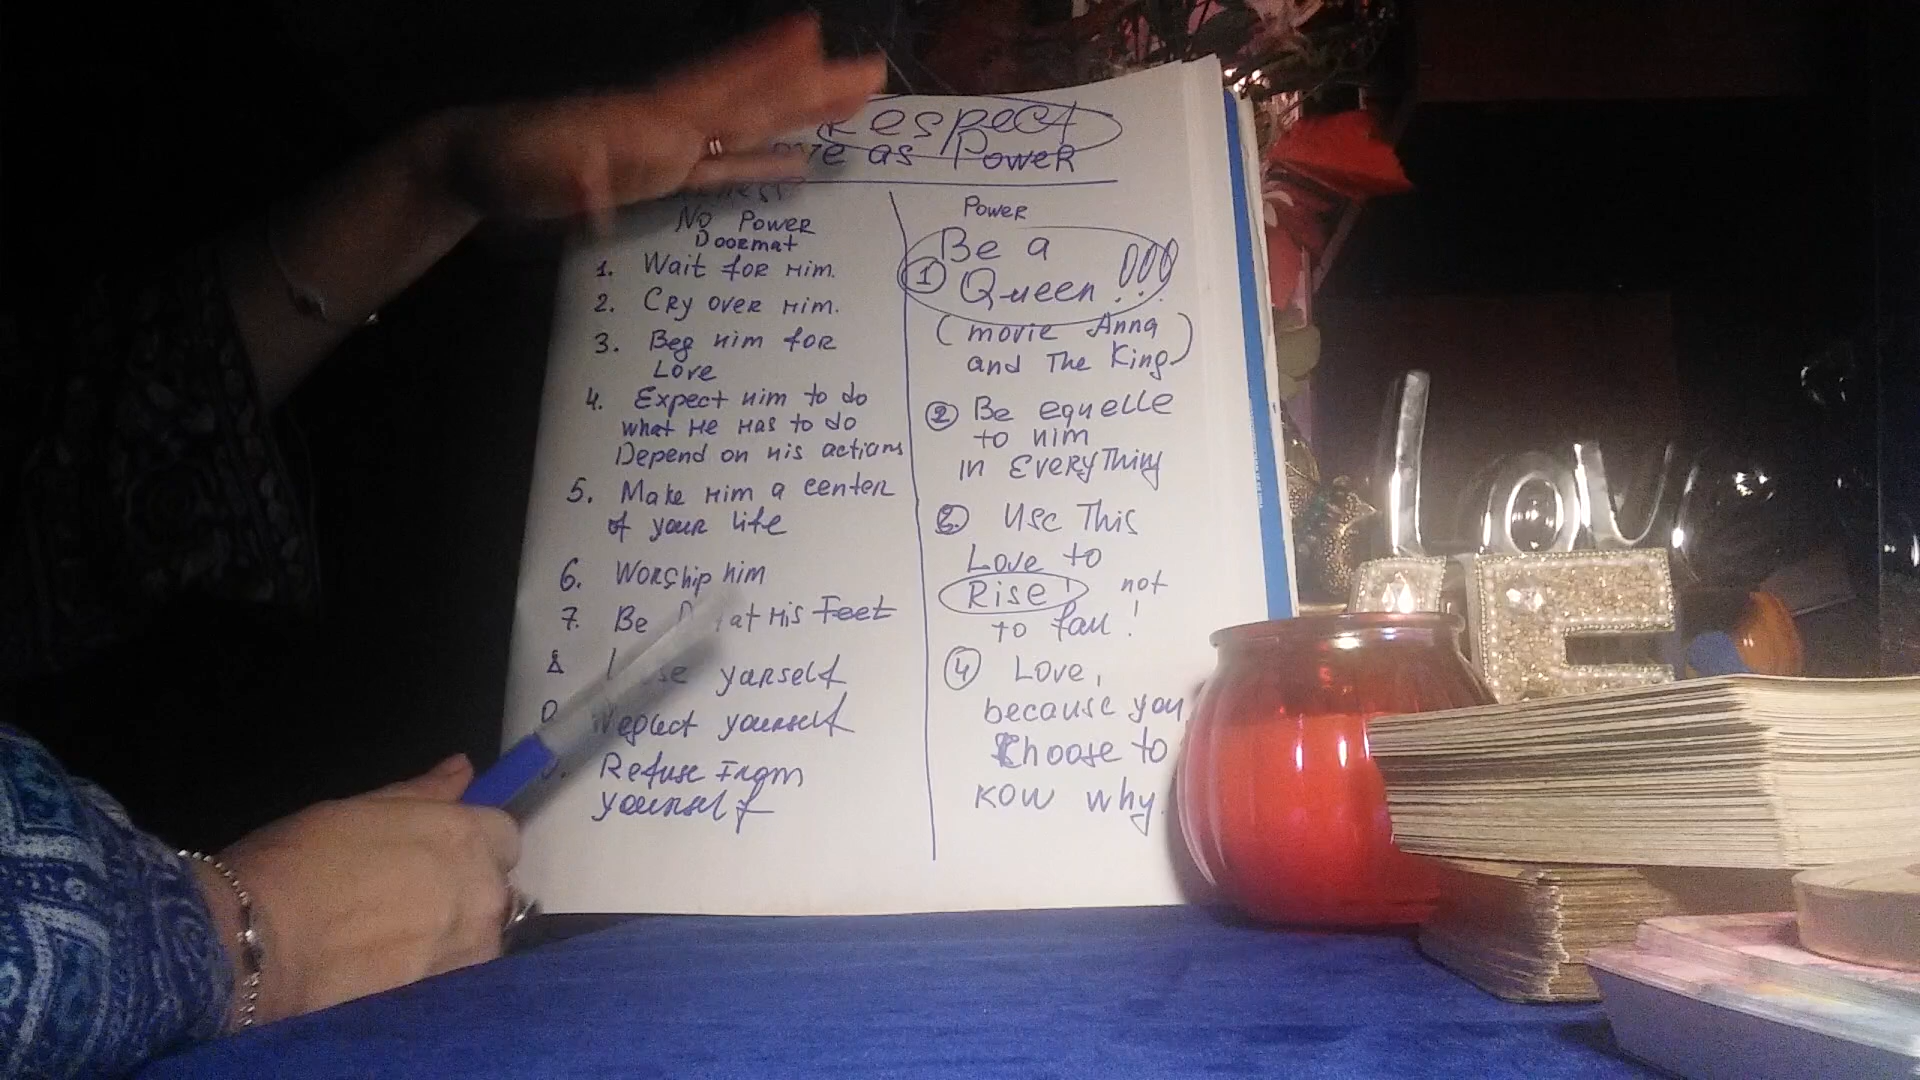 Respect
as Power
No Power
Doormat
1. Wait for Him.
2. Cry over Him.
3. Beg Him for
Love
4. Expect Him to do
what He Has to do
Depend on His actions
5. Make Him a center
of your life
6. Worship him
7. Be at His Feet
yarself
Neglect yourself
Refuse From
yourself
Power
Be a
1 Queen !!!
(movie Anna
and The King)
2 Be equelle
to him
in EveryThing
3. Use This
Love to
Rise! not
to fall!
4 Love,
because you
Choose to
kow why.
LOV
E